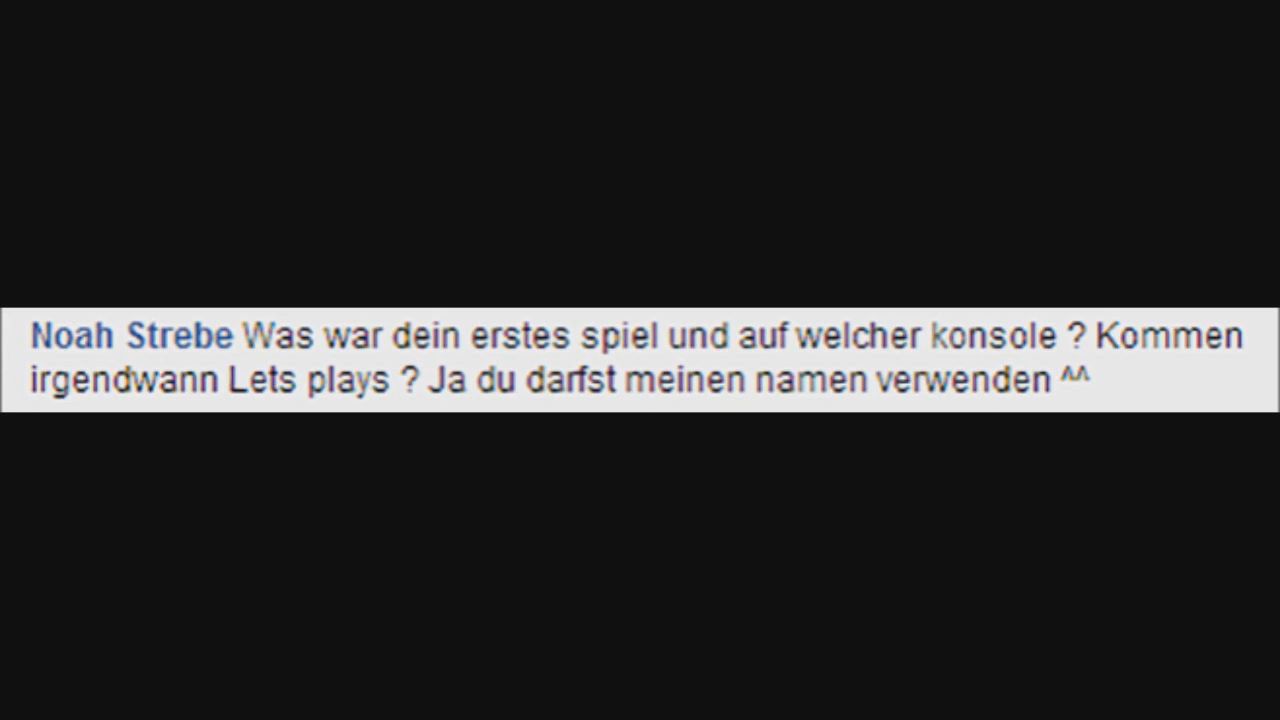 Noah Strebe Was war dein erstes spiel und auf welcher konsole ? Kommen
irgendwann Lets plays ? Ja du darfst meinen namen verwenden ^^